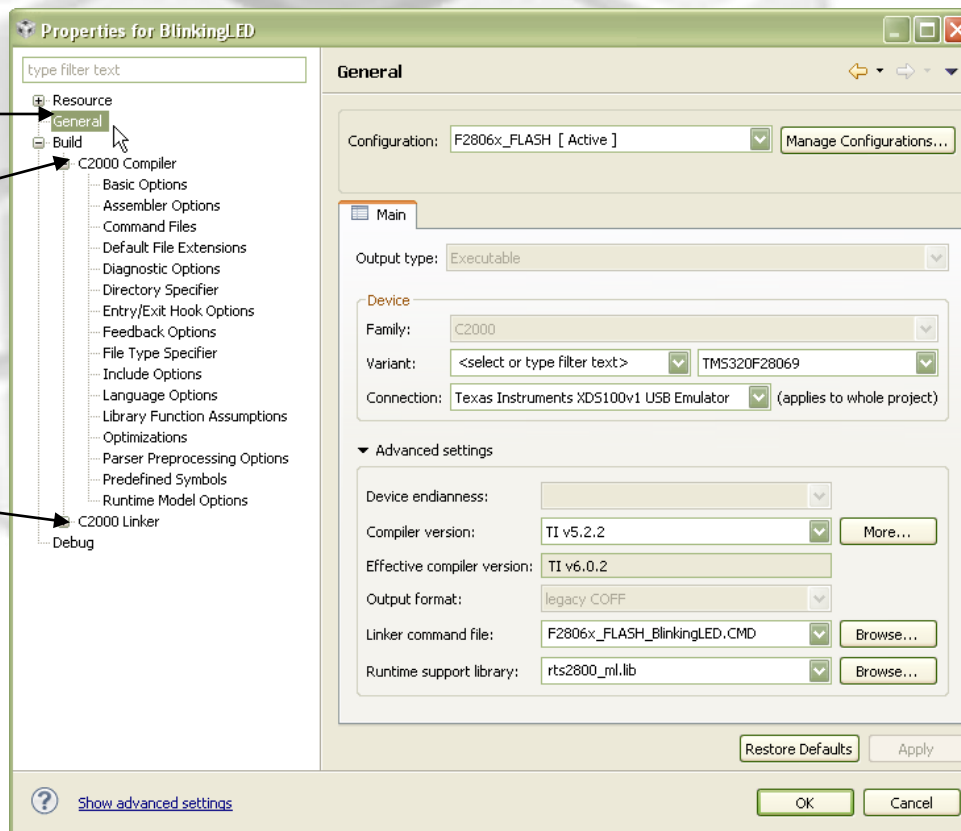 Properties for BlinkingLED
type filter text
Resource
General
Build
C2000 Compiler
Basic Options
Assembler Options
Command Files
Default File Extensions
Diagnostic Options
Directory Specifier
Entry/Exit Hook Options
Feedback Options
File Type Specifier
Include Options
Language Options
Library Function Assumptions
Optimizations
Parser Preprocessing Options
Predefined Symbols
Runtime Model Options
C2000 Linker
Debug
General
Configuration: F2806x_FLASH [ Active ] Manage Configurations...
Main
Output type: Executable
Device
Family: C2000
Variant: <select or type filter text> TMS320F28069
Connection: Texas Instruments XDS100v1 USB Emulator (applies to whole project)
Advanced settings
Device endianness:
Compiler version: TI v5.2.2 More...
Effective compiler version: TI v6.0.2
Output format: legacy COFF
Linker command file: F2806x_FLASH_BlinkingLED.CMD Browse...
Runtime support library: rts2800_ml.lib Browse...
Restore Defaults Apply
? Show advanced settings OK Cancel